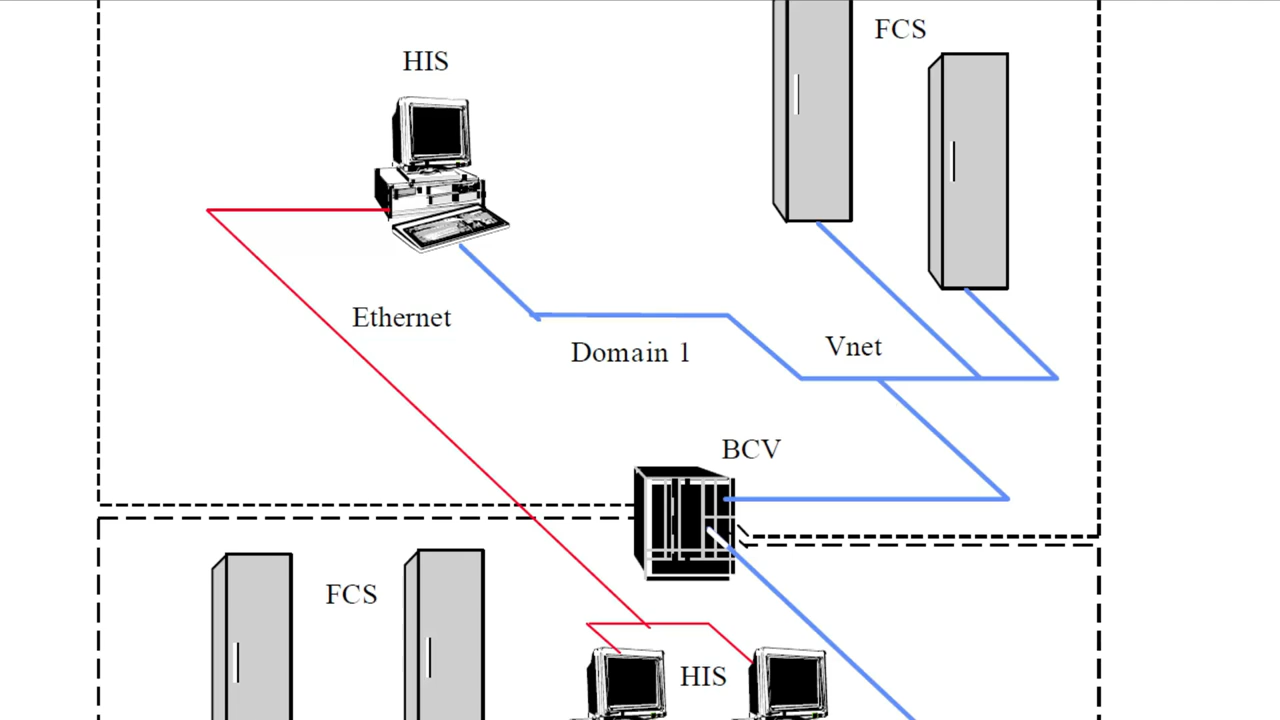 FCS
HIS
Ethernet
Vnet
Domain 1
BCV
FCS
HIS